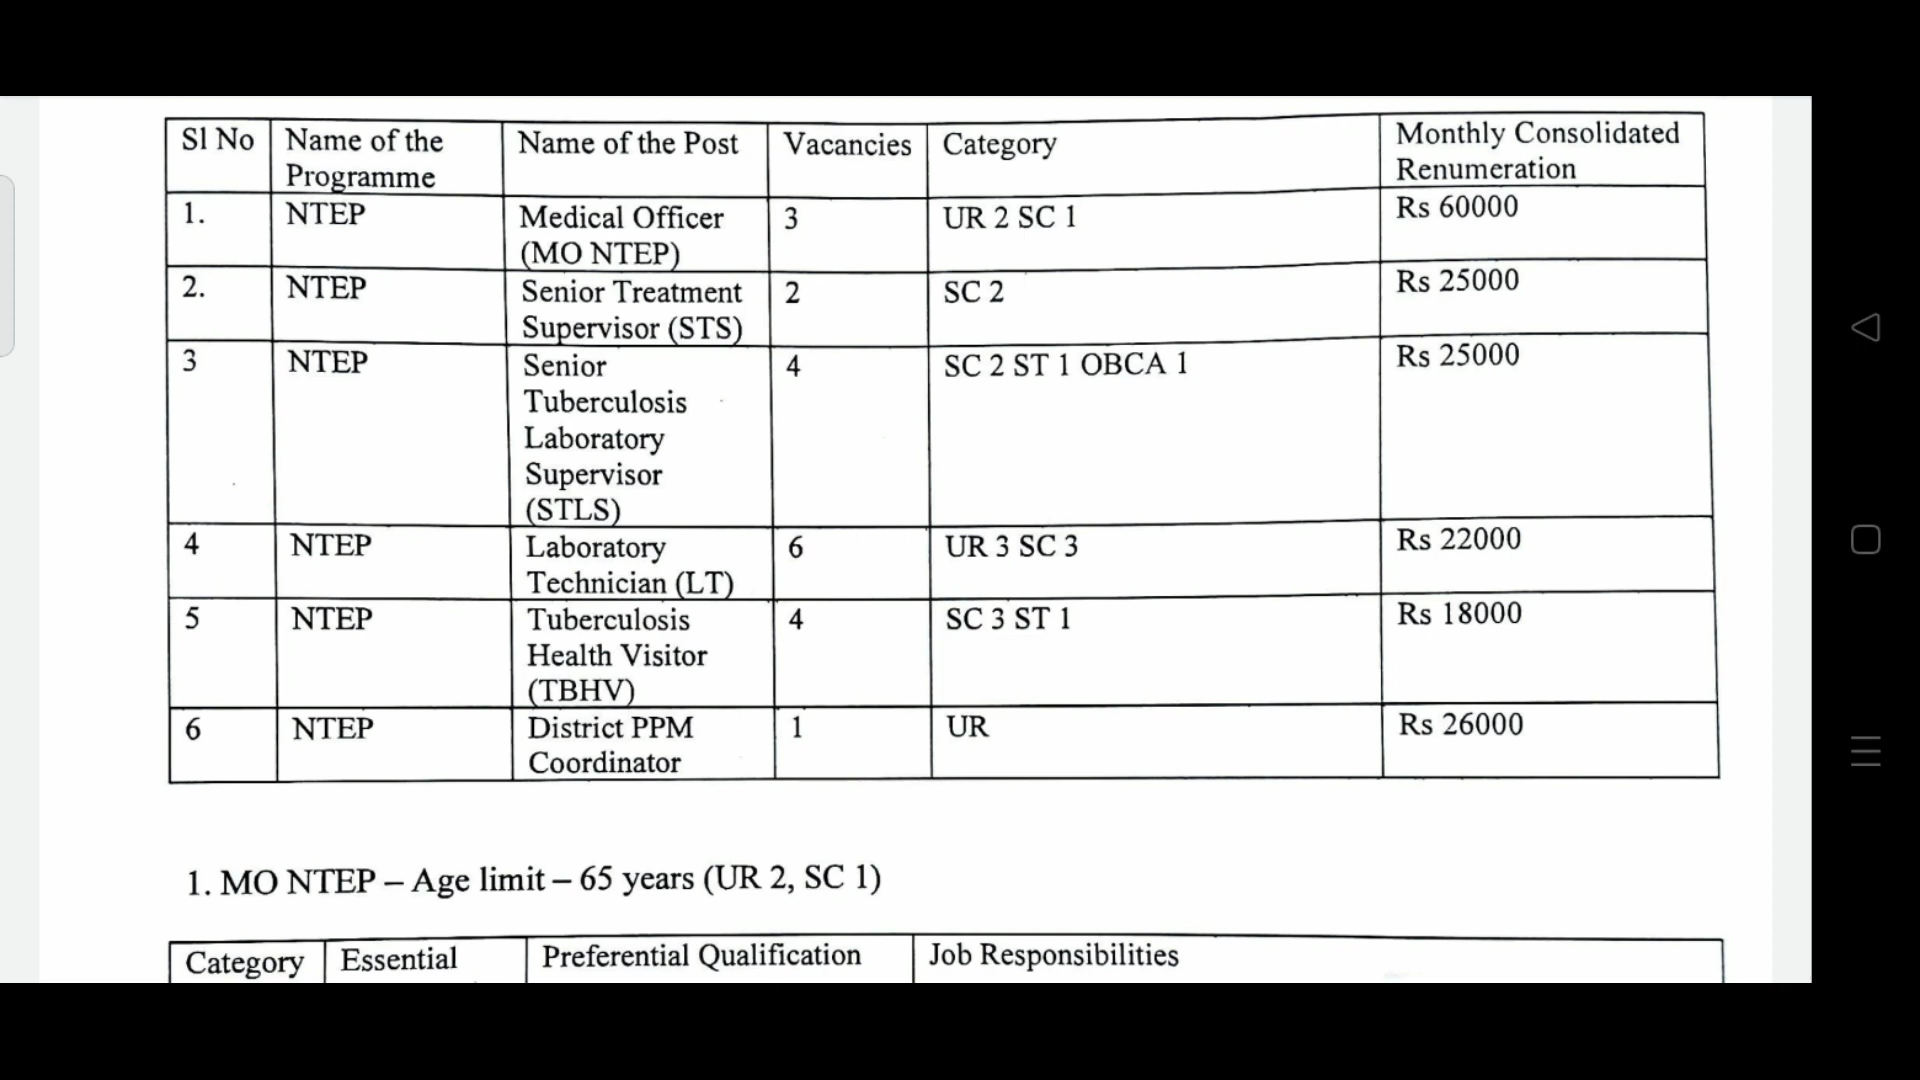 Sl No Name of the Programme Name of the Post Vacancies Category Monthly Consolidated Renumeration
1. NTEP Medical Officer (MO NTEP) 3 UR 2 SC 1 Rs 60000
2. NTEP Senior Treatment Supervisor (STS) 2 SC 2 Rs 25000
3 NTEP Senior Tuberculosis Laboratory Supervisor (STLS) 4 SC 2 ST 1 OBCA 1 Rs 25000
4 NTEP Laboratory Technician (LT) 6 UR 3 SC 3 Rs 22000
5 NTEP Tuberculosis Health Visitor (TBHV) 4 SC 3 ST 1 Rs 18000
6 NTEP District PPM Coordinator 1 UR Rs 26000
1. MO NTEP – Age limit – 65 years (UR 2, SC 1)
Category Essential Preferential Qualification Job Responsibilities